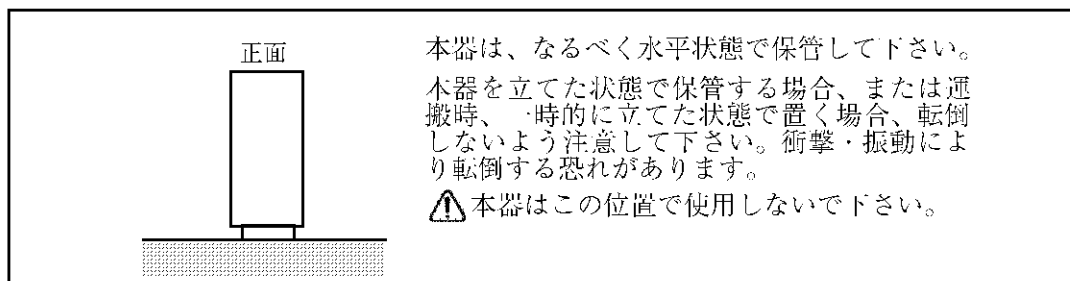 正面
本器は、なるべく水平状態で保管して下さい。
本器を立てた状態で保管する場合、または運
搬時、一時的に立てた状態で置く場合、転倒
しないよう注意して下さい。衝撃・振動によ
り転倒する恐れがあります。
本器はこの位置で使用しないで下さい。